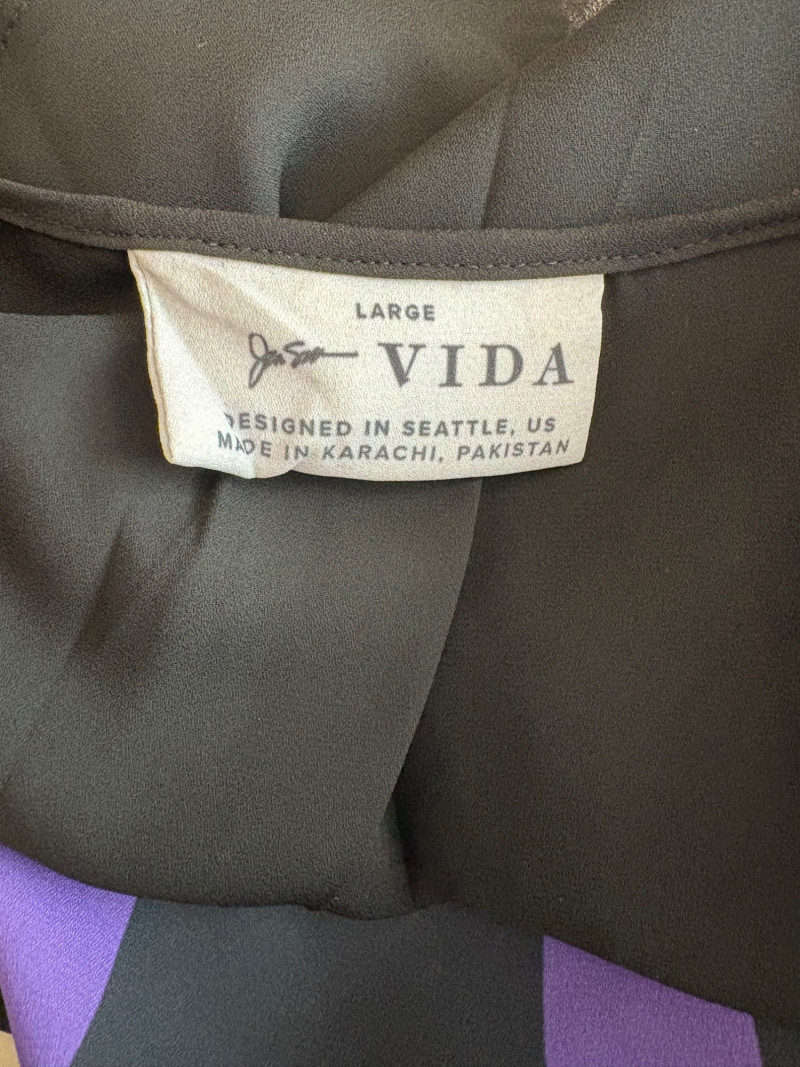 LARGE
VIDA
DESIGNED IN SEATTLE, US
MADE IN KARACHI, PAKISTAN